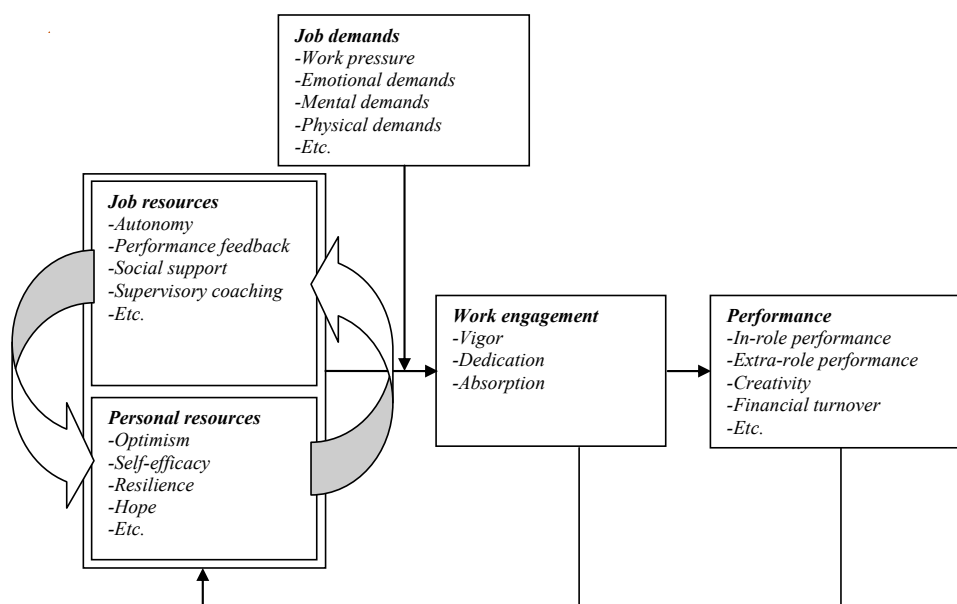 Job demands
-Work pressure
-Emotional demands
-Mental demands
-Physical demands
-Etc.
Job resources
-Autonomy
-Performance feedback
-Social support
-Supervisory coaching
-Etc.
Personal resources
-Optimism
-Self-efficacy
-Resilience
-Hope
-Etc.
Work engagement
-Vigor
-Dedication
-Absorption
Performance
-In-role performance
-Extra-role performance
-Creativity
-Financial turnover
-Etc.